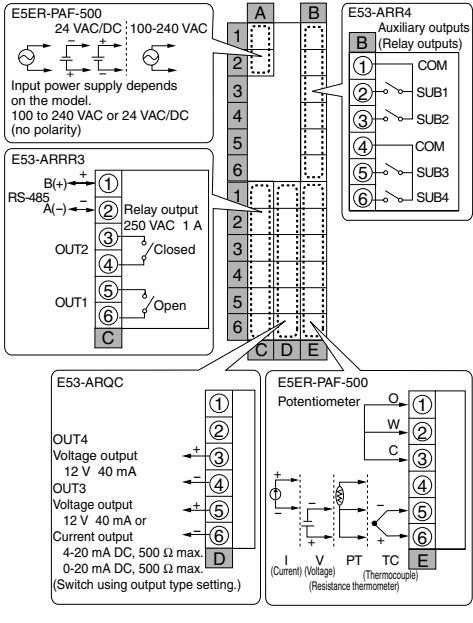 E5ER-PAF-500
24 VAC/DC 100-240 VAC
+ − +
− + −
Input power supply depends
on the model.
100 to 240 VAC or 24 VAC/DC
(no polarity)
A B
1
2
3
4
5
6
1
2
3
4
5
6
C D E
E53-ARR4
Auxiliary outputs
(Relay outputs)
B
1 COM
2 SUB1
3 SUB2
4 COM
5 SUB3
6 SUB4
E53-ARRR3
RS-485
B(+) + 1
A(−) − 2
Relay output
250 VAC 1 A
OUT2
3
4
Closed
OUT1
5
6
Open
C
E53-ARQC
1
2
OUT4
Voltage output + 3
12 V 40 mA
− 4
OUT3
Voltage output + 5
12 V 40 mA or
Current output − 6
4-20 mA DC, 500 Ω max.
0-20 mA DC, 500 Ω max.
(Switch using output type setting.)
D
E5ER-PAF-500
Potentiometer
O 1
W 2
C 3
4
5
6
+ −
− +
−
+
I V PT TC
(Current) (Voltage)
(Thermocouple)
(Resistance thermometer)
E